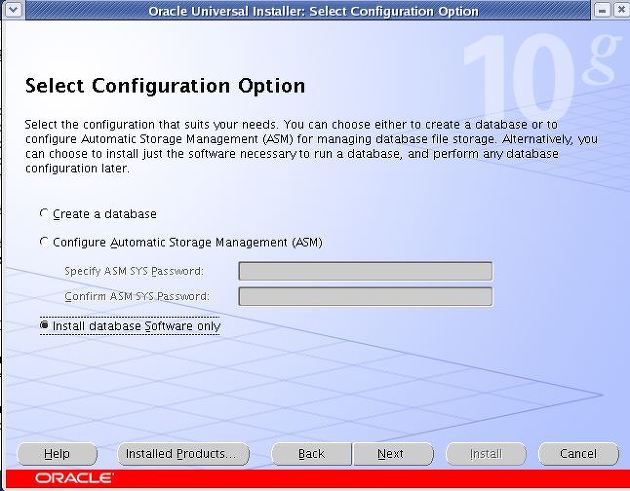 Oracle Universal Installer: Select Configuration Option
10g
Select Configuration Option
Select the configuration that suits your needs. You can choose either to create a database or to
configure Automatic Storage Management (ASM) for managing database file storage. Alternatively, you
can choose to install just the software necessary to run a database, and perform any database
configuration later.
Create a database
Configure Automatic Storage Management (ASM)
Specify ASM SYS Password:
Confirm ASM SYS Password:
Install database Software only
Help Installed Products... Back Next Install Cancel
ORACLE